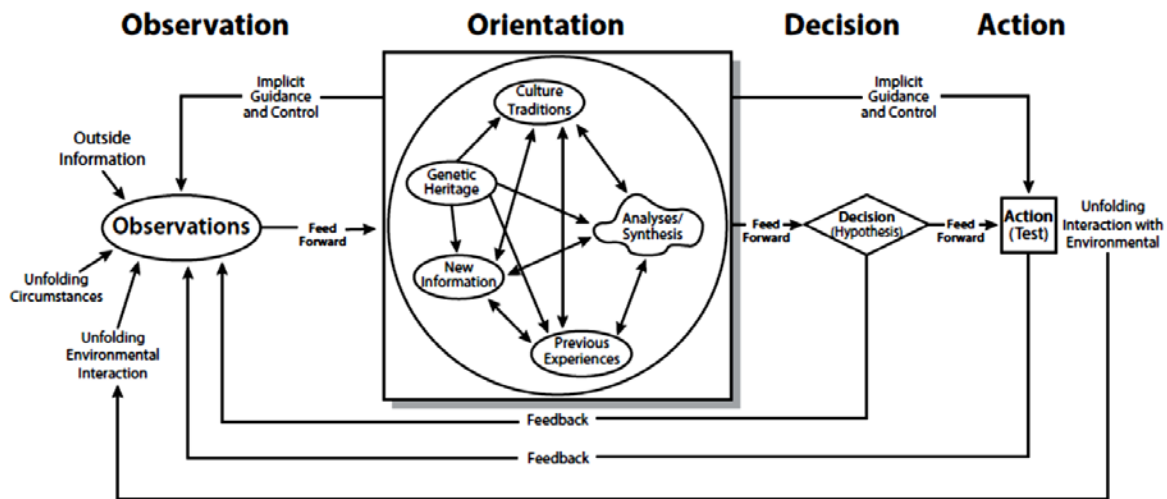 Observation
Orientation
Decision
Action
Implicit
Guidance
and Control
Outside
Information
Observations
Unfolding
Circumstances
Unfolding
Environmental
Interaction
Feed
Forward
Culture
Traditions
Genetic
Heritage
Analyses/
Synthesis
New
Information
Previous
Experiences
Implicit
Guidance
and Control
Feed
Forward
Decision
(Hypothesis)
Feed
Forward
Action
(Test)
Unfolding
Interaction with
Environmental
Feedback
Feedback